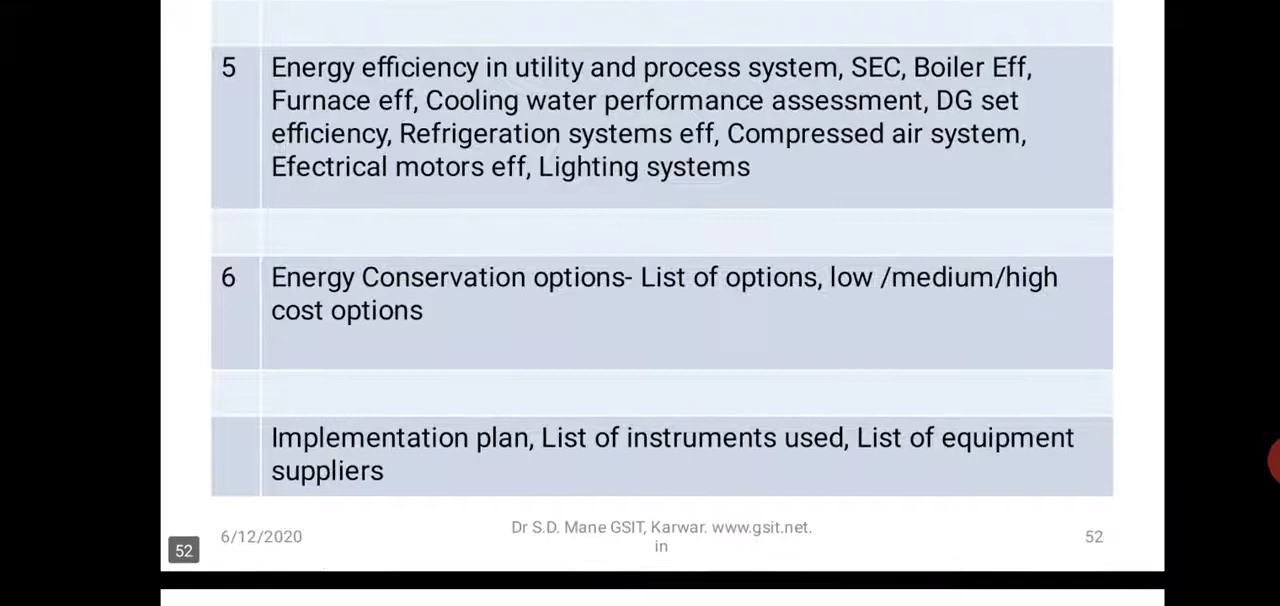 5 Energy efficiency in utility and process system, SEC, Boiler Eff,
Furnace eff, Cooling water performance assessment, DG set
efficiency, Refrigeration systems eff, Compressed air system,
Efectrical motors eff, Lighting systems
6 Energy Conservation options- List of options, low /medium/high
cost options
Implementation plan, List of instruments used, List of equipment
suppliers
6/12/2020 Dr S.D. Mane GSIT, Karwar. www.gsit.net. 52
in
52